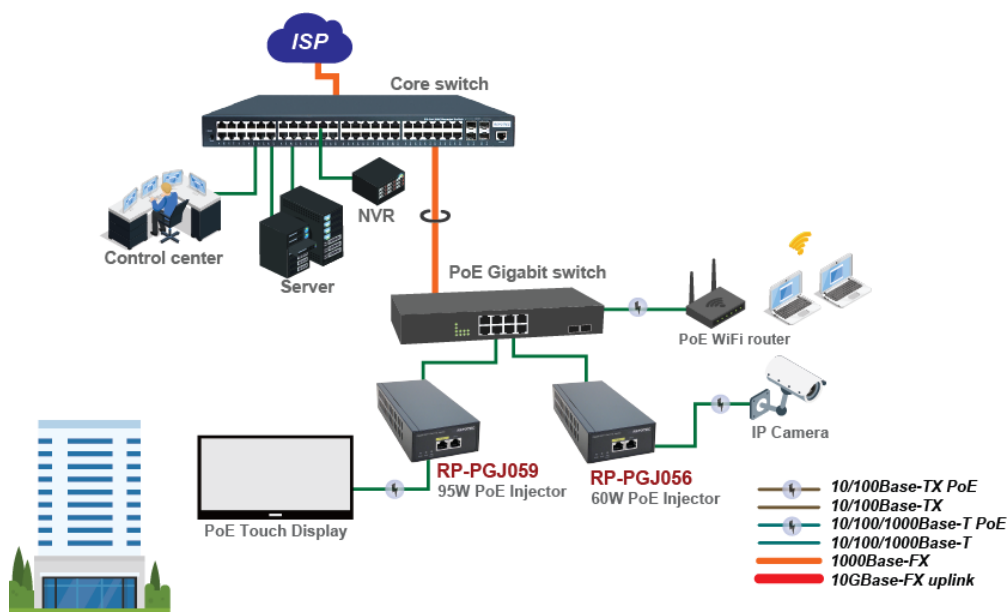 ISP
Core switch
NVR
Control center
Server
PoE Gigabit switch
PoE WiFi router
IP Camera
RP-PGJ059
95W PoE Injector
RP-PGJ056
60W PoE Injector
PoE Touch Display
10/100Base-TX PoE
10/100Base-TX
10/100/1000Base-T PoE
10/100/1000Base-T
1000Base-FX
10GBase-FX uplink